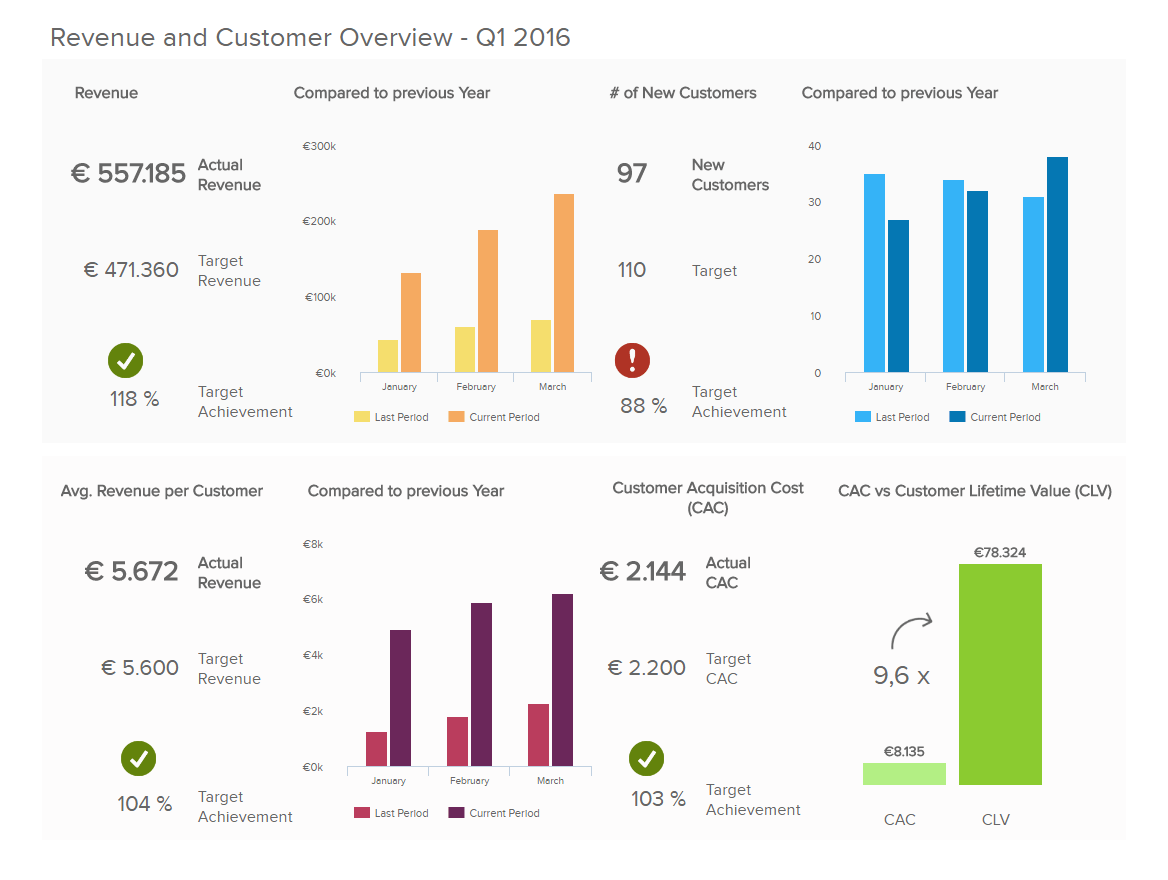 Revenue and Customer Overview - Q1 2016
Revenue
€ 557.185
Actual
Revenue
€ 471.360
Target
Revenue
118 %
Target
Achievement
Compared to previous Year
€300k
€200k
€100k
€0k
January
February
March
Last Period
Current Period
# of New Customers
97
New
Customers
110
Target
88 %
Target
Achievement
Compared to previous Year
40
30
20
10
0
January
February
March
Last Period
Current Period
Avg. Revenue per Customer
€ 5.672
Actual
Revenue
€ 5.600
Target
Revenue
104 %
Target
Achievement
Compared to previous Year
€8k
€6k
€4k
€2k
€0k
January
February
March
Last Period
Current Period
Customer Acquisition Cost
(CAC)
€ 2.144
Actual
CAC
€ 2.200
Target
CAC
103 %
Target
Achievement
CAC vs Customer Lifetime Value (CLV)
€78.324
9,6 x
€8.135
CAC
CLV